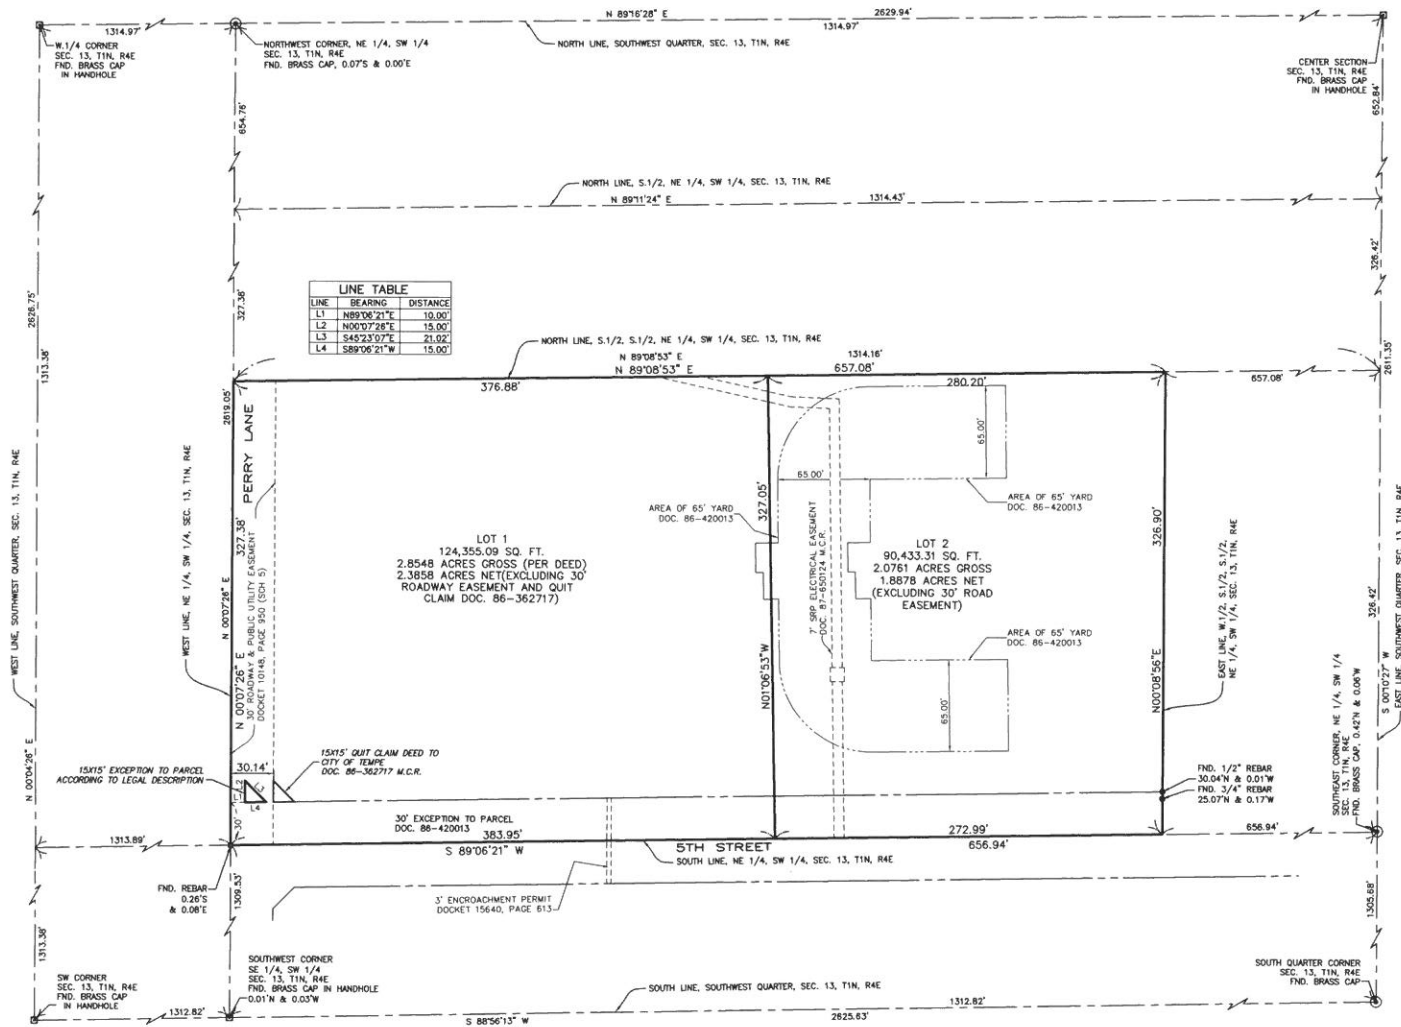 N 89°16'28" E
2629.94'
1314.97'
1314.97'
W.1/4 CORNER
SEC. 13, T1N, R4E
FND. BRASS CAP
IN HANDHOLE
NORTHWEST CORNER, NE 1/4, SW 1/4
SEC. 13, T1N, R4E
FND. BRASS CAP, 0.07'S & 0.00'E
NORTH LINE, SOUTHWEST QUARTER, SEC. 13, T1N, R4E
CENTER SECTION
SEC. 13, T1N, R4E
FND. BRASS CAP
IN HANDHOLE
654.76'
652.84'
NORTH LINE, S.1/2, NE 1/4, SW 1/4, SEC. 13, T1N, R4E
N 89°11'24" E
1314.43'
2626.75'
1313.38'
327.38'
326.42'
2611.35'
LINE TABLE
LINE BEARING DISTANCE
L1 N89°06'21"E 10.00'
L2 N00°07'26"E 15.00'
L3 S45°23'07"E 21.02'
L4 S89°06'21"W 15.00'
NORTH LINE, S.1/2, S.1/2, NE 1/4, SW 1/4, SEC. 13, T1N, R4E
N 89°08'53" E
1314.16'
N 89°08'53" E
657.08'
376.88'
280.20'
657.08'
2619.05'
PERRY LANE
327.38'
N 00°07'26" E
30' ROADWAY & PUBLIC UTILITY EASEMENT
DOCKET 10148, PAGE 950 (SCH 5)
N 00°07'26" E
WEST LINE, NE 1/4, SW 1/4, SEC. 13, T1N, R4E
WEST LINE, SOUTHWEST QUARTER, SEC. 13, T1N, R4E
N 00°04'26" E
LOT 1
124,355.09 SQ. FT.
2.8548 ACRES GROSS (PER DEED)
2.3858 ACRES NET(EXCLUDING 30'
ROADWAY EASEMENT AND QUIT
CLAIM DOC. 86-362717)
AREA OF 65' YARD
DOC. 86-420013
327.05'
N01°06'53"W
65.00'
65.00'
7' SRP ELECTRICAL EASEMENT
DOC. 87-650124 M.C.R.
AREA OF 65' YARD
DOC. 86-420013
LOT 2
90,433.31 SQ. FT.
2.0761 ACRES GROSS
1.8878 ACRES NET
(EXCLUDING 30' ROAD
EASEMENT)
AREA OF 65' YARD
DOC. 86-420013
65.00'
326.90'
N00°08'56"E
EAST LINE, W.1/2, S.1/2, S.1/2,
NE 1/4, SW 1/4, SEC. 13, T1N, R4E
326.42'
S 00°10'27" W
EAST LINE, SOUTHWEST QUARTER, SEC. 13, T1N, R4E
SOUTHEAST CORNER, NE 1/4, SW 1/4
SEC. 13, T1N, R4E
FND. BRASS CAP, 0.42'N & 0.06'W
15X15' EXCEPTION TO PARCEL
ACCORDING TO LEGAL DESCRIPTION
30.14'
15X15' QUIT CLAIM DEED TO
CITY OF TEMPE
DOC. 86-362717 M.C.R.
L1
L2
L3
L4
30'
FND. 1/2" REBAR
30.04'N & 0.01'W
FND. 3/4" REBAR
25.07'N & 0.17'W
30' EXCEPTION TO PARCEL
DOC. 86-420013
383.95'
272.99'
656.94'
1313.89'
S 89°06'21" W
5TH STREET
656.94'
SOUTH LINE, NE 1/4, SW 1/4, SEC. 13, T1N, R4E
FND. REBAR
0.26'S
& 0.08'E
1309.53'
3' ENCROACHMENT PERMIT
DOCKET 15640, PAGE 613
1305.68'
1313.38'
SW CORNER
SEC. 13, T1N, R4E
FND. BRASS CAP
IN HANDHOLE
SOUTHWEST CORNER
SE 1/4, SW 1/4
SEC. 13, T1N, R4E
FND. BRASS CAP IN HANDHOLE
0.01'N & 0.03'W
SOUTH LINE, SOUTHWEST QUARTER, SEC. 13, T1N, R4E
SOUTH QUARTER CORNER
SEC. 13, T1N, R4E
FND. BRASS CAP
1312.82'
1312.82'
S 88°56'13" W
2625.63'